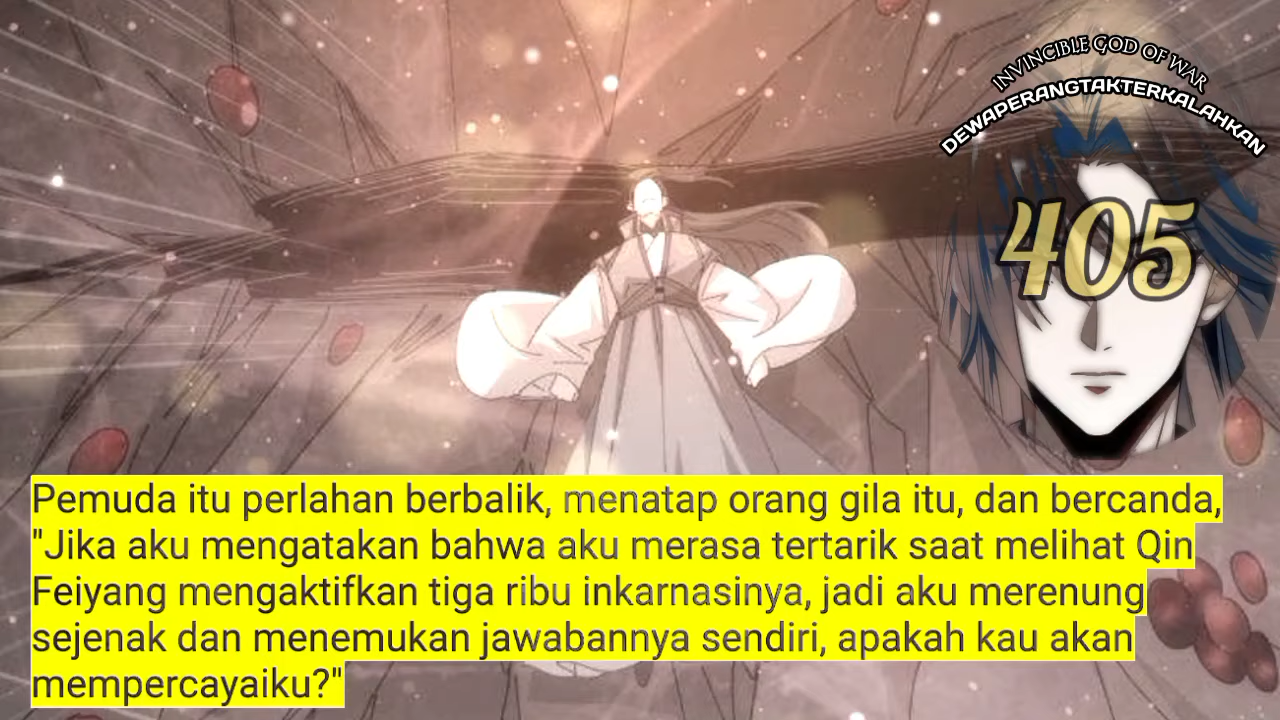 INVINCIBLE GOD OF WAR
DEWAPERANGTAKTERKALAHKAN
405
Pemuda itu perlahan berbalik, menatap orang gila itu, dan bercanda,
"Jika aku mengatakan bahwa aku merasa tertarik saat melihat Qin
Feiyang mengaktifkan tiga ribu inkarnasinya, jadi aku merenung
sejenak dan menemukan jawabannya sendiri, apakah kau akan
mempercayaiku?"